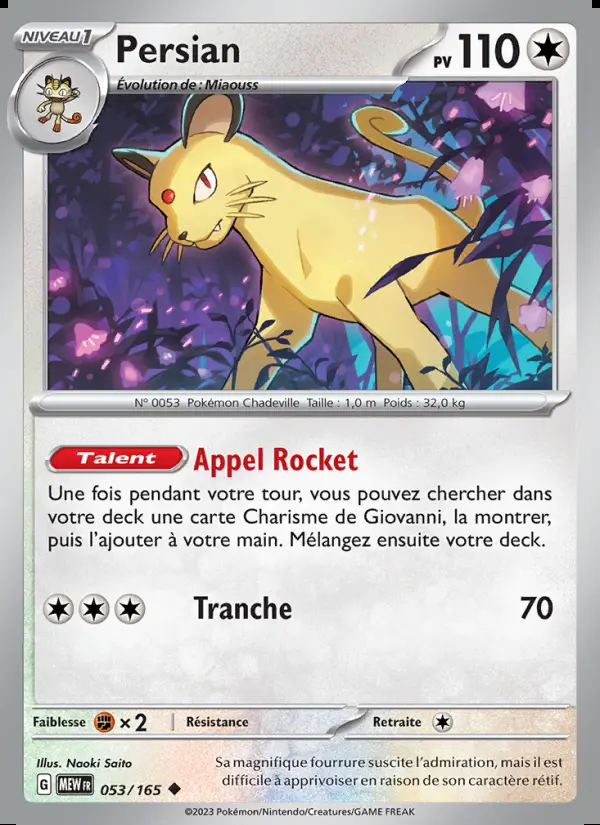 NIVEAU 1
Persian
PV 110
Évolution de : Miaouss
N° 0053 Pokémon Chadeville Taille : 1,0 m Poids : 32,0 kg
Talent Appel Rocket
Une fois pendant votre tour, vous pouvez chercher dans
votre deck une carte Charisme de Giovanni, la montrer,
puis l'ajouter à votre main. Mélangez ensuite votre deck.
Tranche 70
Faiblesse ×2 Résistance Retraite
Illus. Naoki Saito
Sa magnifique fourrure suscite l'admiration, mais il est
difficile à apprivoiser en raison de son caractère rétif.
G MEW FR 053/165
©2023 Pokémon/Nintendo/Creatures/GAME FREAK